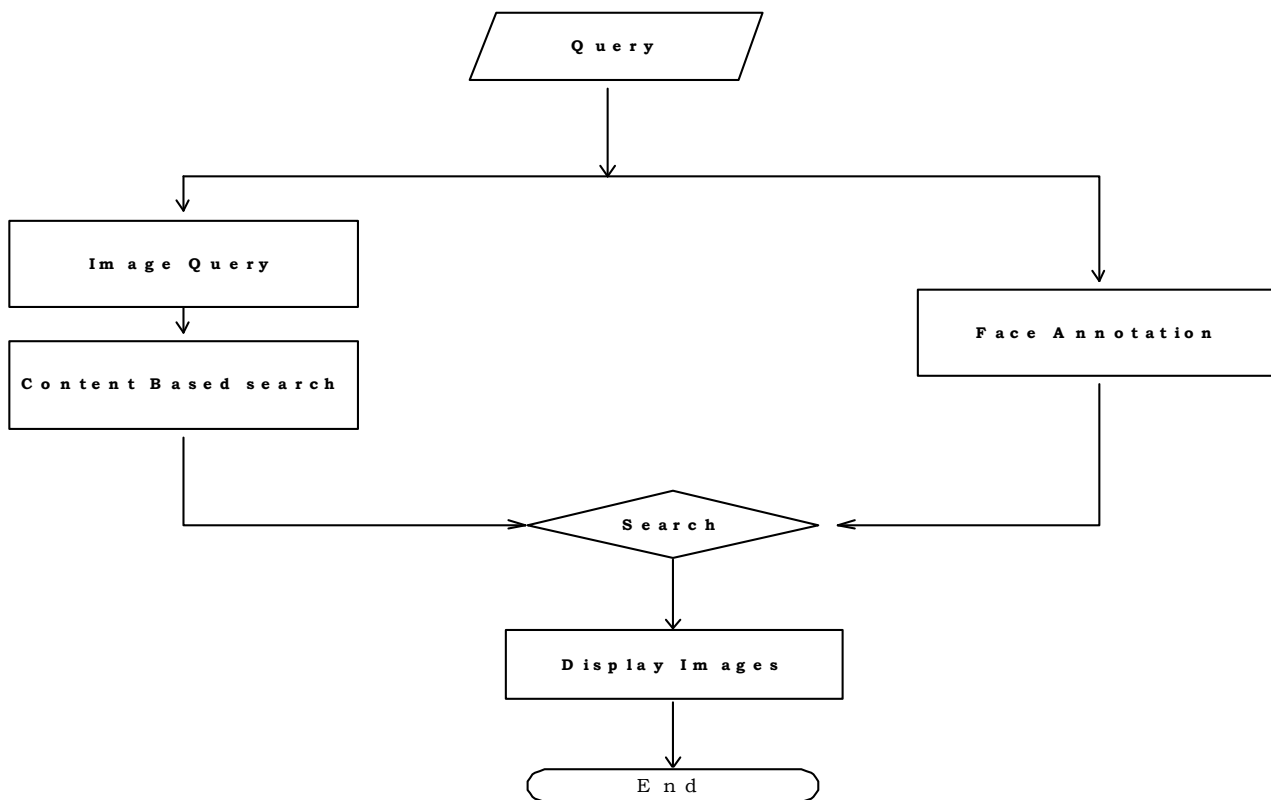 Query
Image Query
Face Annotation
Content Based search
Search
Display Images
End